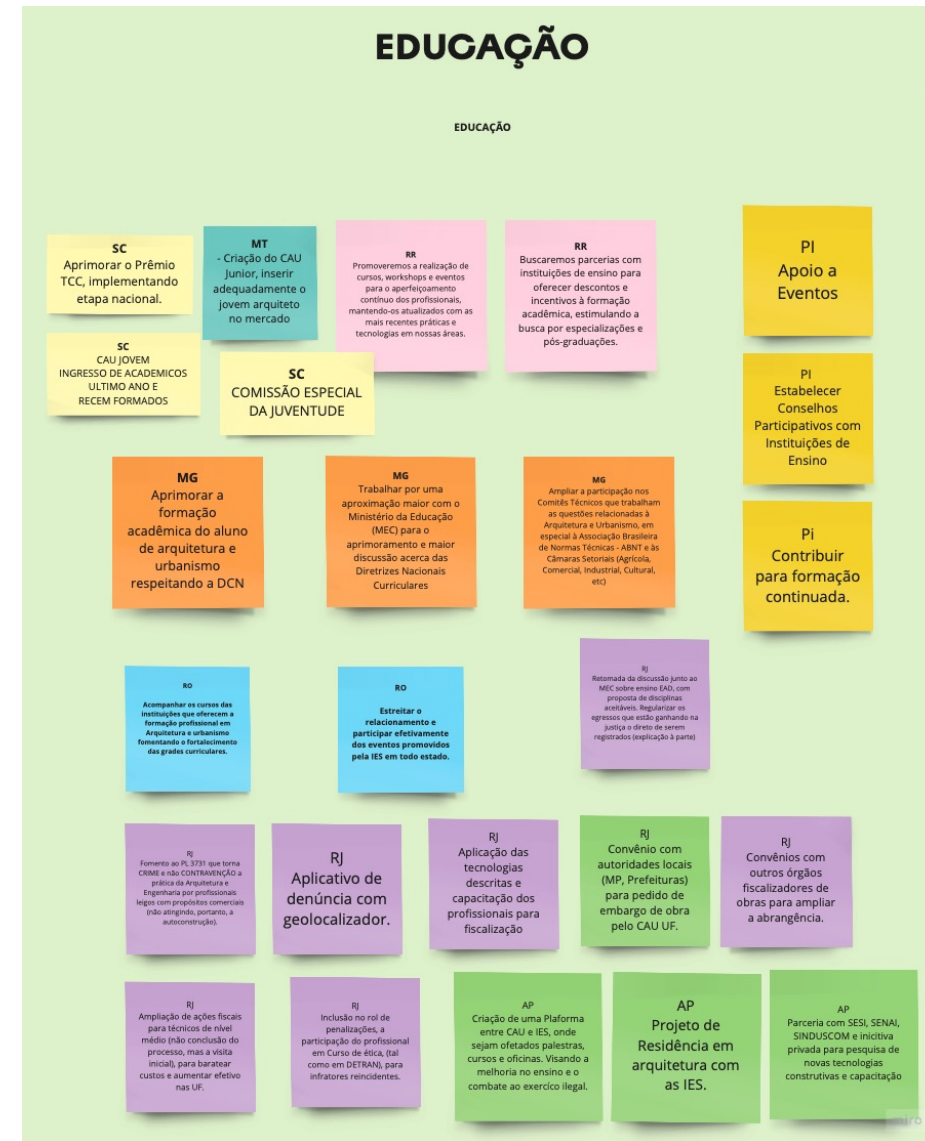 EDUCAÇÃO
EDUCAÇÃO
SC
Aprimorar o Prêmio
TCC, implementando
etapa nacional.
MT
- Criação do CAU
Junior, inserir
adequadamente o
jovem arquiteto
no mercado
RR
Promoveremos a realização de
cursos, workshops e eventos
para o aperfeiçoamento
contínuo dos profissionais,
mantendo-os atualizados com as
mais recentes práticas e
tecnologias em nossas áreas.
RR
Buscaremos parcerias com
instituições de ensino para
oferecer descontos e
incentivos à formação
acadêmica, estimulando a
busca por especializações e
pós-graduações.
PI
Apoio a
Eventos
SC
CAU JOVEM
INGRESSO DE ACADEMICOS
ULTIMO ANO E
RECEM FORMADOS
SC
COMISSÃO ESPECIAL
DA JUVENTUDE
PI
Estabelecer
Conselhos
Participativos com
Instituições de
Ensino
MG
Aprimorar a
formação
acadêmica do aluno
de arquitetura e
urbanismo
respeitando a DCN
MG
Trabalhar por uma
aproximação maior com o
Ministério da Educação
(MEC) para o
aprimoramento e maior
discussão acerca das
Diretrizes Nacionais
Curriculares
MG
Ampliar a participação nos
Comitês Técnicos que trabalham
as questões relacionadas à
Arquitetura e Urbanismo, em
especial à Associação Brasileira
de Normas Técnicas - ABNT e às
Câmaras Setoriais (Agrícola,
Comercial, Industrial, Cultural,
etc)
Pi
Contribuir
para formação
continuada.
RO
Acompanhar os cursos das
instituições que oferecem a
formação profissional em
Arquitetura e urbanismo
fomentando o fortalecimento
das grades curriculares.
RO
Estreitar o
relacionamento e
participar efetivamente
dos eventos promovidos
pela IES em todo estado.
RJ
Retomada da discussão junto ao
MEC sobre ensino EAD, com
proposta de disciplinas
aceitáveis. Regularizar os
egressos que estão ganhando na
justiça o direto de serem
registrados (explicação à parte)
RJ
Fomento ao PL 3731 que torna
CRIME e não CONTRAVENÇÃO a
prática da Arquitetura e
Engenharia por profissionais
leigos com propósitos comerciais
(não atingindo, portanto, a
autoconstrução).
RJ
Aplicativo de
denúncia com
geolocalizador.
RJ
Aplicação das
tecnologias
descritas e
capacitação dos
profissionais para
fiscalização
RJ
Convênio com
autoridades locais
(MP, Prefeituras)
para pedido de
embargo de obra
pelo CAU UF.
RJ
Convênios com
outros órgãos
fiscalizadores de
obras para ampliar
a abrangência.
RJ
Ampliação de ações fiscais
para técnicos de nível
médio (não conclusão do
processo, mas a visita
inicial), para baratear
custos e aumentar efetivo
nas UF.
RJ
Inclusão no rol de
penalizações, a
participação do profissional
em Curso de ética, (tal
como em DETRAN), para
infratores reincidentes.
AP
Criação de uma Plaforma
entre CAU e IES, onde
sejam ofetados palestras,
cursos e oficinas. Visando a
melhoria no ensino e o
combate ao exercíco ilegal.
AP
Projeto de
Residência em
arquitetura com
as IES.
AP
Parceria com SESI, SENAI,
SINDUSCOM e inicitiva
privada para pesquisa de
novas tecnologias
construtivas e capacitação
miro